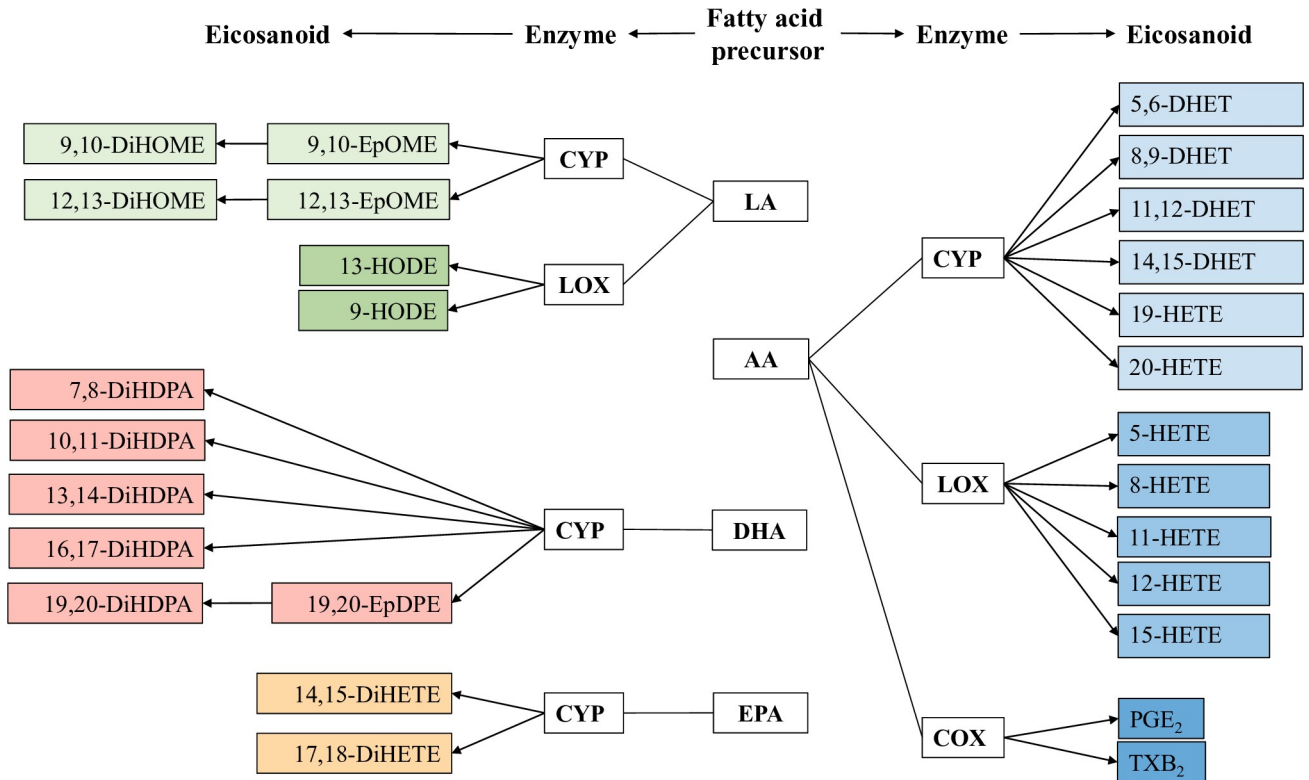 Eicosanoid
Enzyme
Fatty acid
precursor
Enzyme
Eicosanoid
9,10-DiHOME
9,10-EpOME
12,13-DiHOME
12,13-EpOME
CYP
13-HODE
9-HODE
LOX
LA
7,8-DiHDPA
10,11-DiHDPA
13,14-DiHDPA
16,17-DiHDPA
19,20-DiHDPA
19,20-EpDPE
CYP
DHA
14,15-DiHETE
17,18-DiHETE
CYP
EPA
AA
CYP
5,6-DHET
8,9-DHET
11,12-DHET
14,15-DHET
19-HETE
20-HETE
LOX
5-HETE
8-HETE
11-HETE
12-HETE
15-HETE
COX
PGE₂
TXB₂